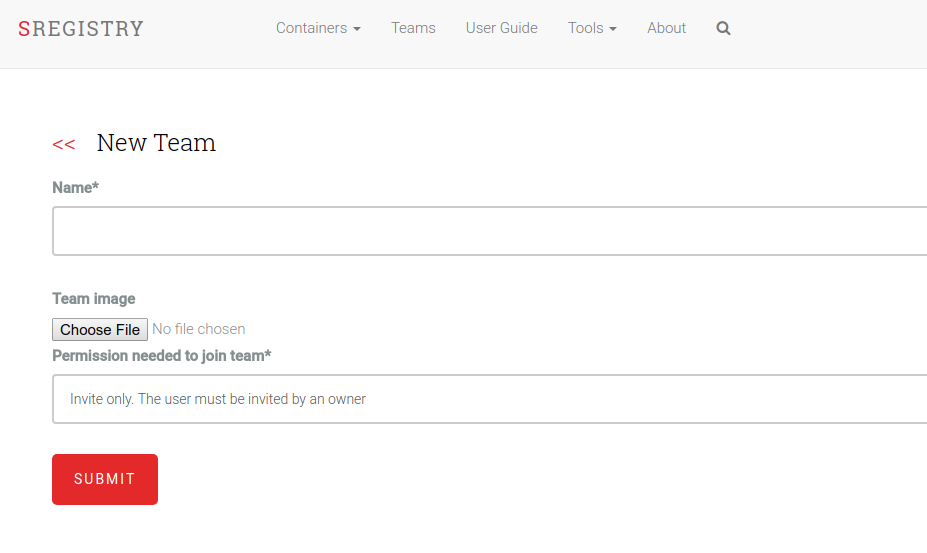 SREGISTRY Containers Teams User Guide Tools About
<< New Team
Name*
Team image
Choose File No file chosen
Permission needed to join team*
Invite only. The user must be invited by an owner
SUBMIT